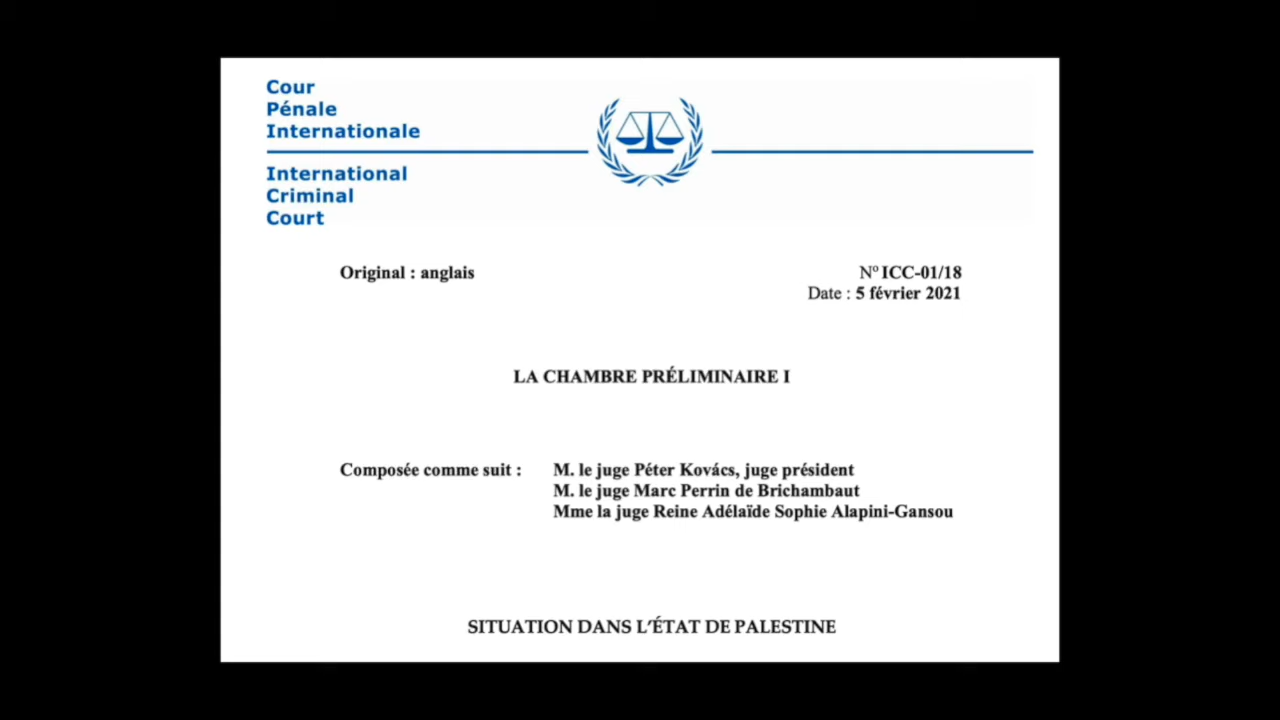 Cour
Pénale
Internationale
International
Criminal
Court
Original : anglais
Nº ICC-01/18
Date : 5 février 2021
LA CHAMBRE PRÉLIMINAIRE I
Composée comme suit :
M. le juge Péter Kovács, juge président
M. le juge Marc Perrin de Brichambaut
Mme la juge Reine Adélaïde Sophie Alapini-Gansou
SITUATION DANS L’ÉTAT DE PALESTINE